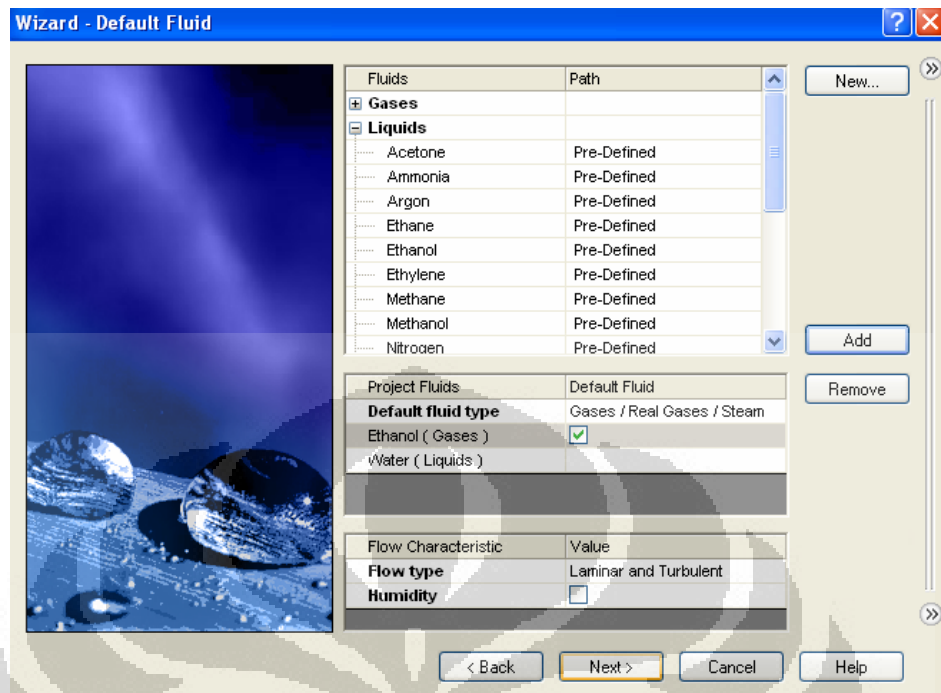 Wizard - Default Fluid
Fluids Path
Gases
Liquids
Acetone Pre-Defined
Ammonia Pre-Defined
Argon Pre-Defined
Ethane Pre-Defined
Ethanol Pre-Defined
Ethylene Pre-Defined
Methane Pre-Defined
Methanol Pre-Defined
Nitrogen Pre-Defined
New...
Add
Remove
Project Fluids Default Fluid
Default fluid type Gases / Real Gases / Steam
Ethanol ( Gases )
Water ( Liquids )
Flow Characteristic Value
Flow type Laminar and Turbulent
Humidity
< Back Next > Cancel Help